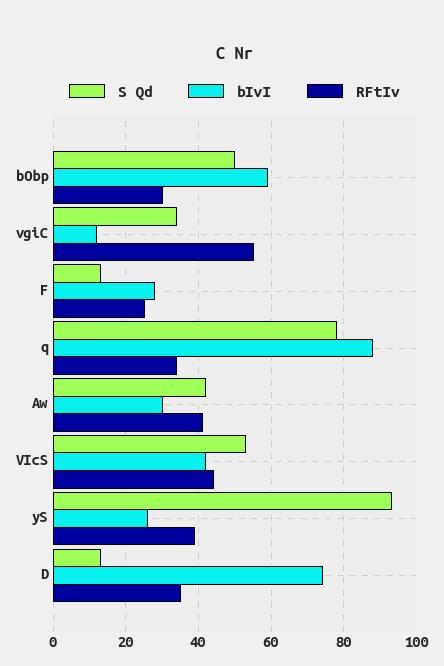 C Nr
S Qd bIvI RFtIv
bObp
vgiC
F
q
Aw
VIcS
yS
D
0 20 40 60 80 100